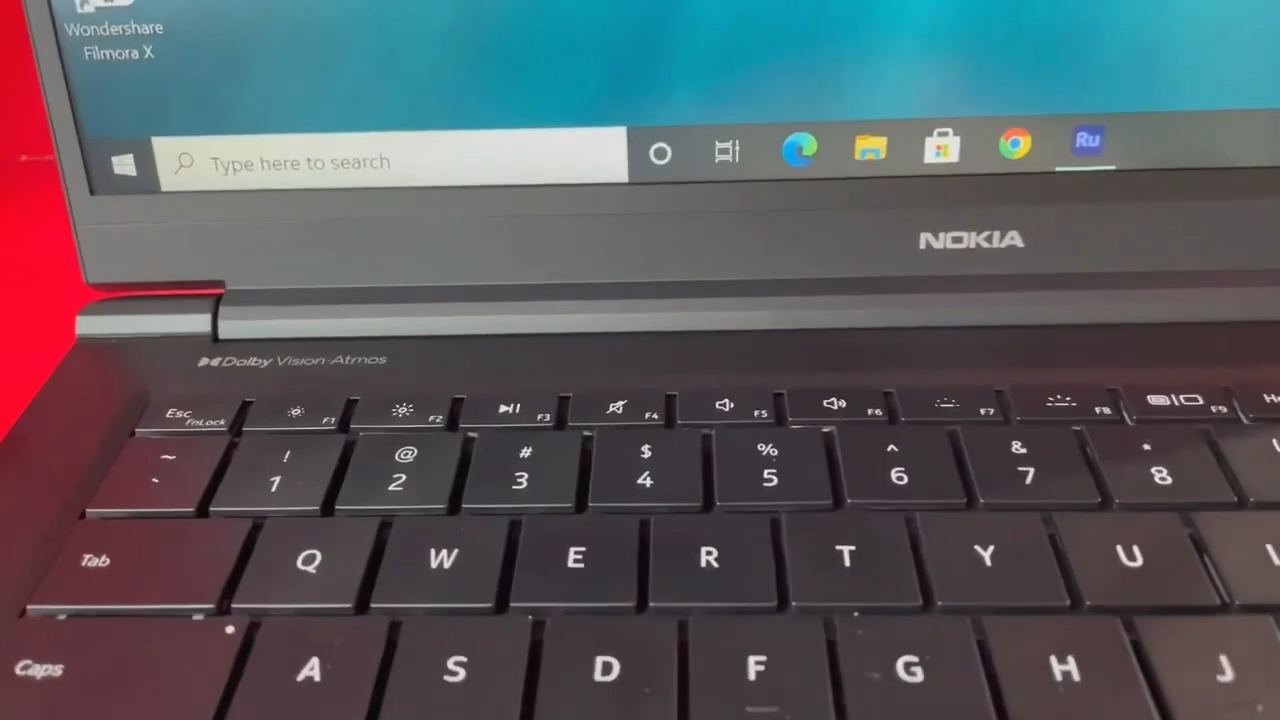 Wondershare
Filmora X
Type here to search
Ru
NOKIA
Dolby Vision·Atmos
Esc FnLock F1 F2 F3 F4 F5 F6 F7 F8 F9
~ ! @ # $ % ^ & *
` 1 2 3 4 5 6 7 8
Tab Q W E R T Y U
Caps A S D F G H J